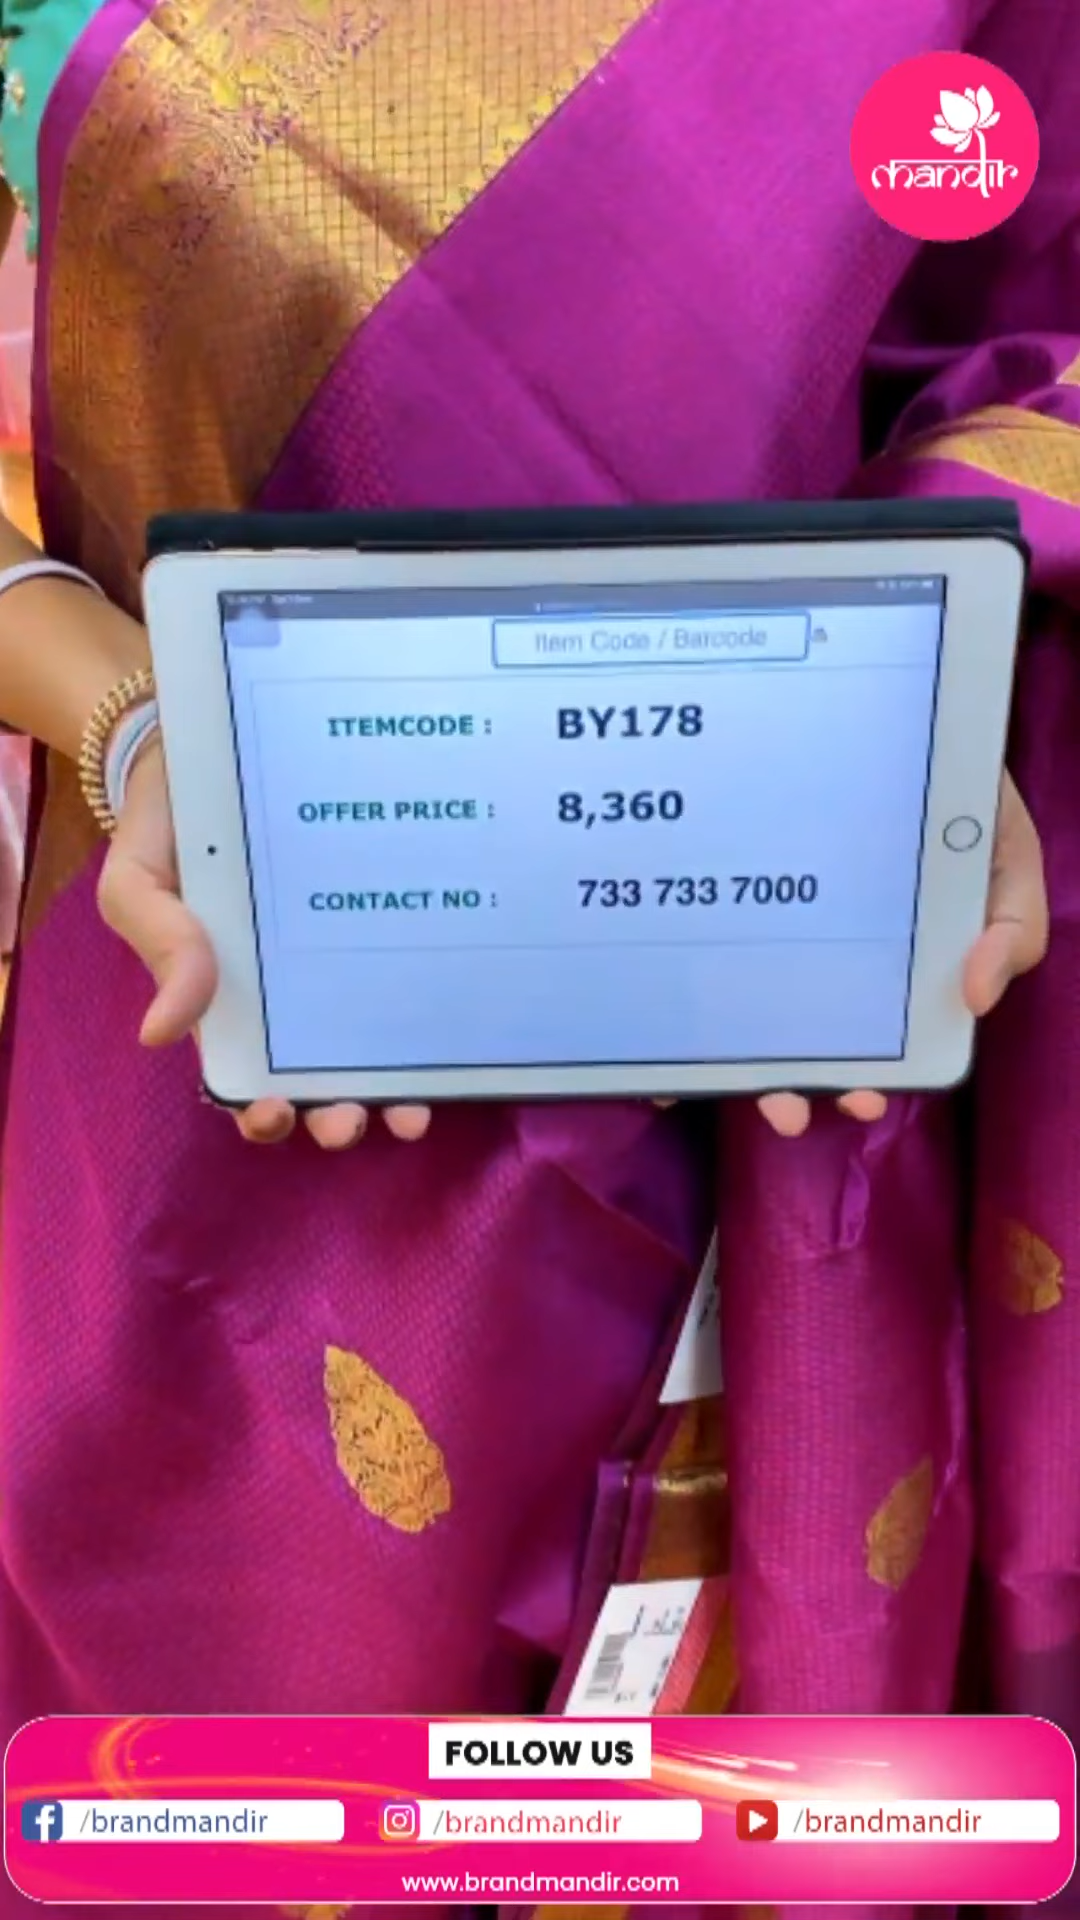 mandir
Item Code / Barcode
ITEMCODE : BY178
OFFER PRICE : 8,360
CONTACT NO : 733 733 7000
FOLLOW US
/brandmandir /brandmandir /brandmandir
www.brandmandir.com